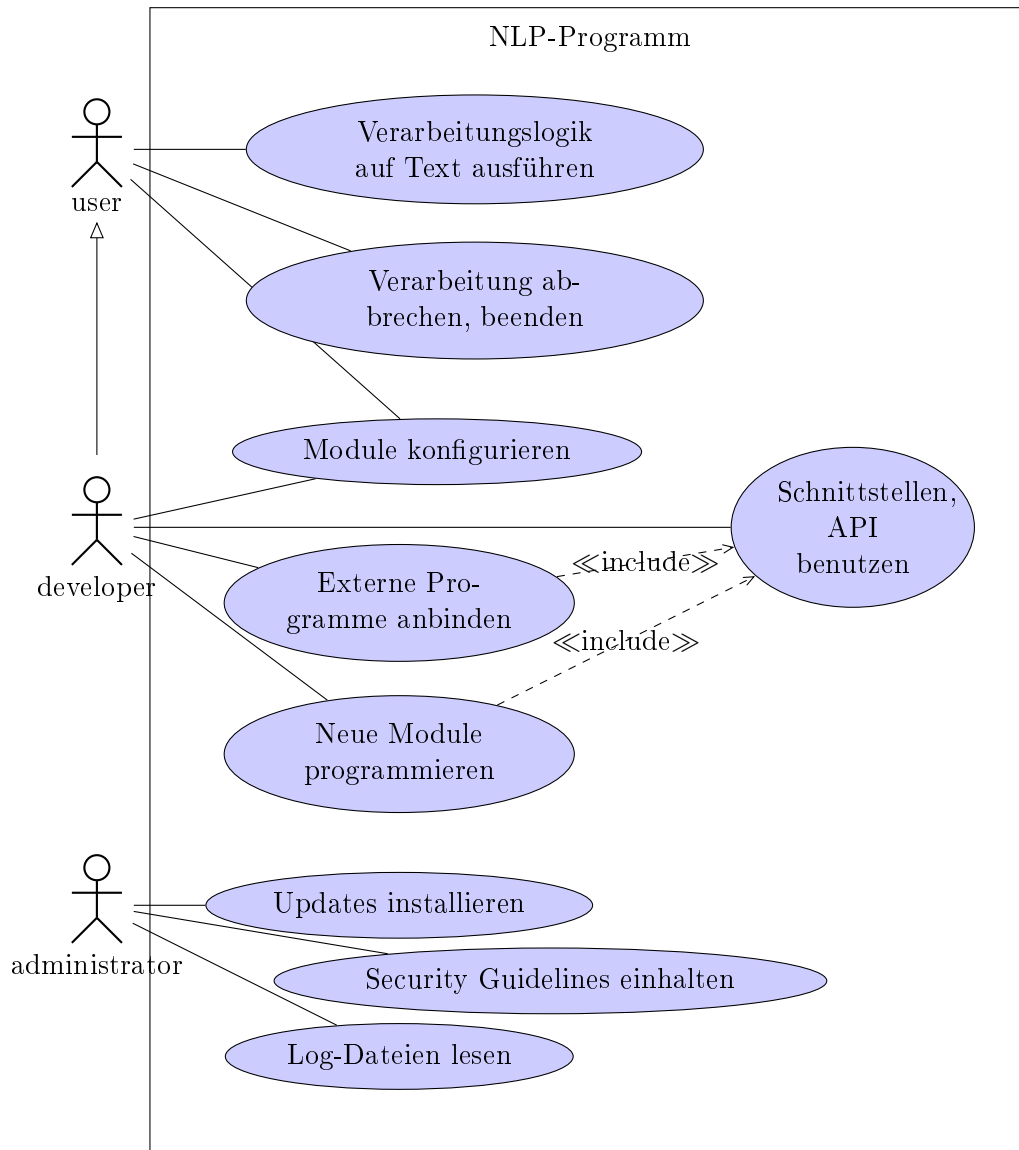 NLP-Programm
Verarbeitungslogik
auf Text ausführen
user
Verarbeitung ab-
brechen, beenden
Module konfigurieren
Schnittstellen,
API
benutzen
developer
≪include≫
Externe Pro-
gramme anbinden
≪include≫
Neue Module
programmieren
Updates installieren
administrator
Security Guidelines einhalten
Log-Dateien lesen